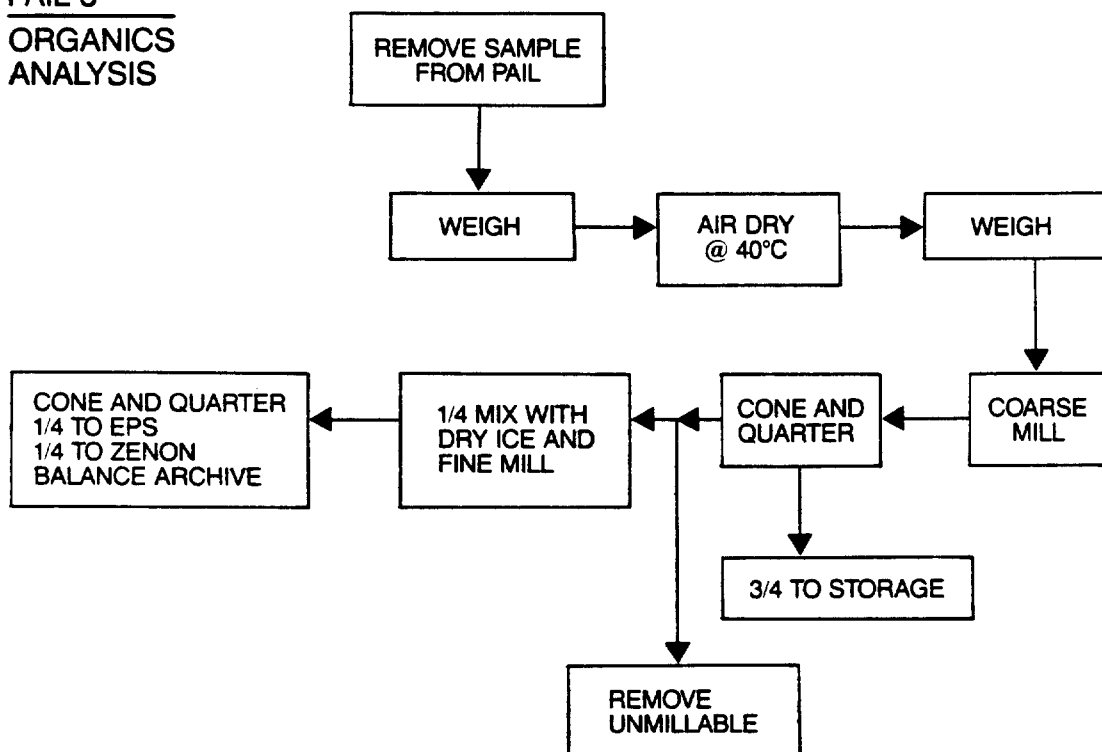 ORGANICS
ANALYSIS
REMOVE SAMPLE
FROM PAIL
WEIGH
AIR DRY
@ 40°C
WEIGH
COARSE
MILL
CONE AND
QUARTER
3/4 TO STORAGE
REMOVE
UNMILLABLE
1/4 MIX WITH
DRY ICE AND
FINE MILL
CONE AND QUARTER
1/4 TO EPS
1/4 TO ZENON
BALANCE ARCHIVE